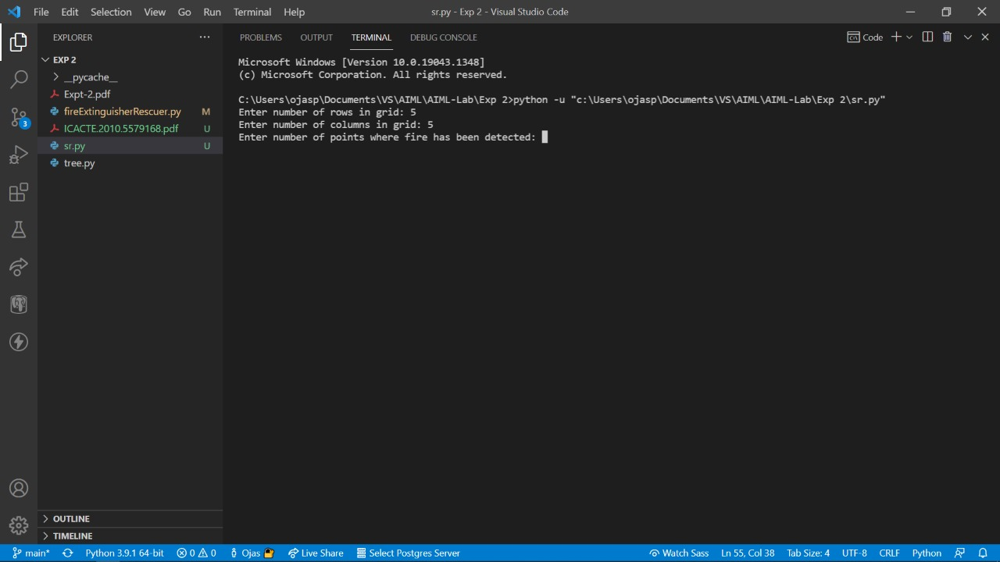 File Edit Selection View Go Run Terminal Help
sr.py - Exp 2 - Visual Studio Code
EXPLORER
EXP 2
__pycache__
Expt-2.pdf
fireExtinguisherRescuer.py M
ICACTE.2010.5579168.pdf U
sr.py U
tree.py
OUTLINE
TIMELINE
3
PROBLEMS OUTPUT TERMINAL DEBUG CONSOLE
Code
Microsoft Windows [Version 10.0.19043.1348]
(c) Microsoft Corporation. All rights reserved.
C:\Users\ojasp\Documents\VS\AIML\AIML-Lab\Exp 2>python -u "c:\Users\ojasp\Documents\VS\AIML\AIML-Lab\Exp 2\sr.py"
Enter number of rows in grid: 5
Enter number of columns in grid: 5
Enter number of points where fire has been detected:
main* Python 3.9.1 64-bit 0 0 Ojas Live Share Select Postgres Server Watch Sass Ln 55, Col 38 Tab Size: 4 UTF-8 CRLF Python